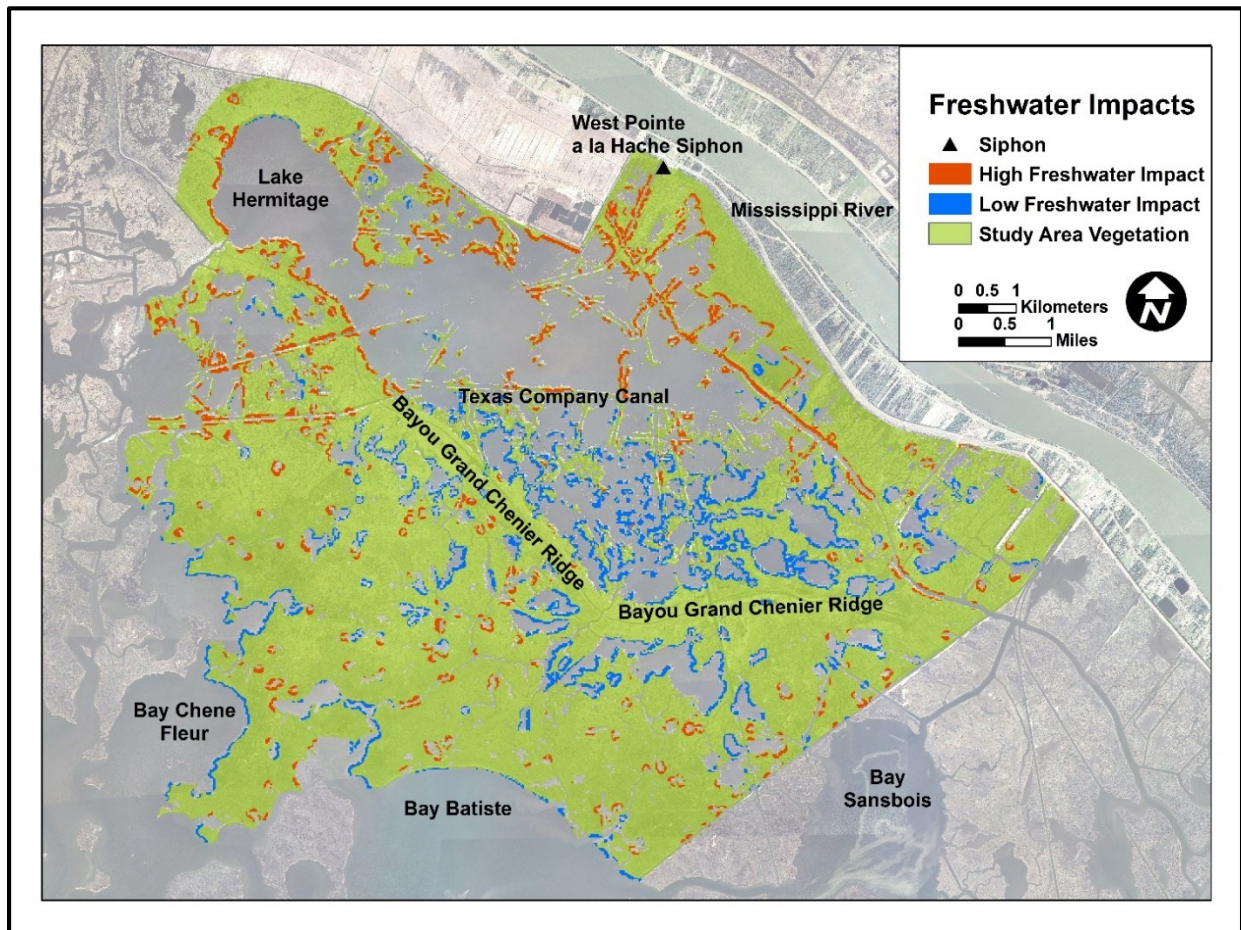 Freshwater Impacts
Siphon
High Freshwater Impact
Low Freshwater Impact
Study Area Vegetation
0 0.5 1
Kilometers
0 0.5 1
Miles
N
West Pointe
a la Hache Siphon
Lake
Hermitage
Mississippi River
Texas Company Canal
Bayou Grand Chenier Ridge
Bayou Grand Chenier Ridge
Bay Chene
Fleur
Bay Batiste
Bay
Sansbois